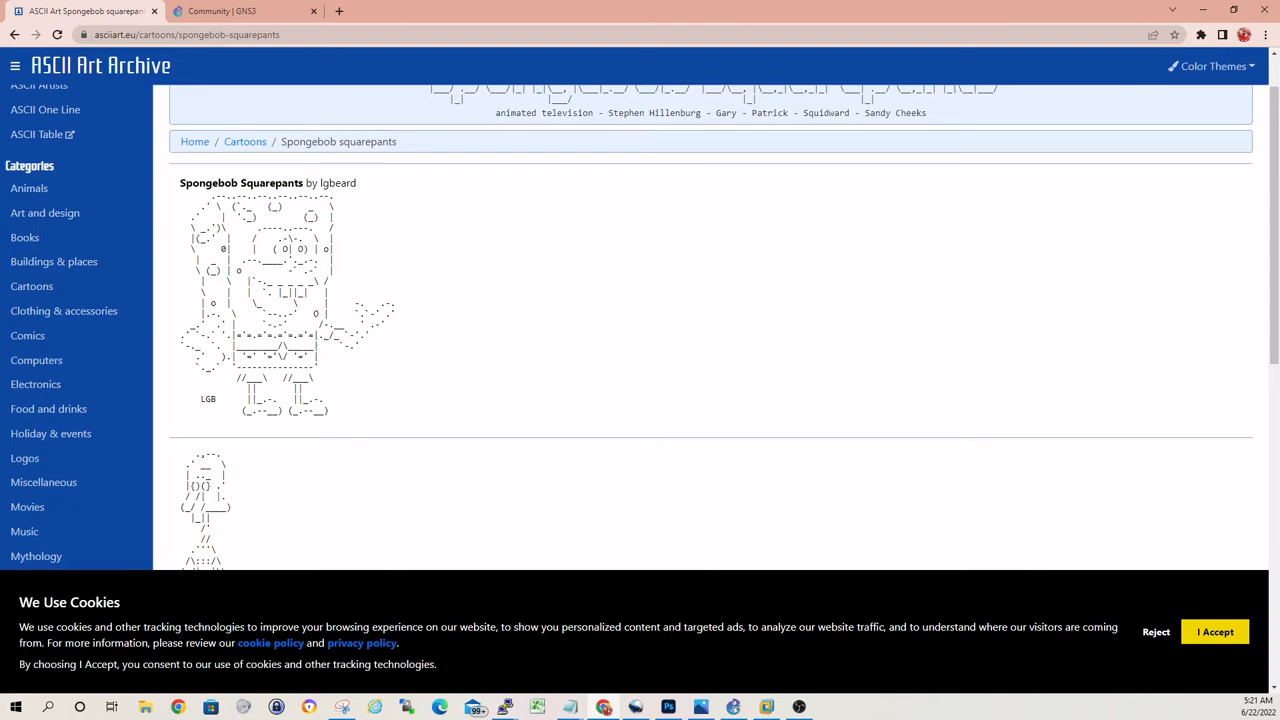 ASCII Art Spongebob squarepan
Community | GNS3
asciiart.eu/cartoons/spongebob-squarepants
ASCII Art Archive
Color Themes
ASCII Artists
ASCII One Line
ASCII Table
Categories
Animals
Art and design
Books
Buildings & places
Cartoons
Clothing & accessories
Comics
Computers
Electronics
Food and drinks
Holiday & events
Logos
Miscellaneous
Movies
Music
Mythology
animated television - Stephen Hillenburg - Gary - Patrick - Squidward - Sandy Cheeks
Home / Cartoons / Spongebob squarepants
Spongebob Squarepants by lgbeard
LGB
We Use Cookies
We use cookies and other tracking technologies to improve your browsing experience on our website, to show you personalized content and targeted ads, to analyze our website traffic, and to understand where our visitors are coming
from. For more information, please review our cookie policy and privacy policy.
By choosing I Accept, you consent to our use of cookies and other tracking technologies.
Reject
I Accept
99+
5:21 AM
6/22/2022